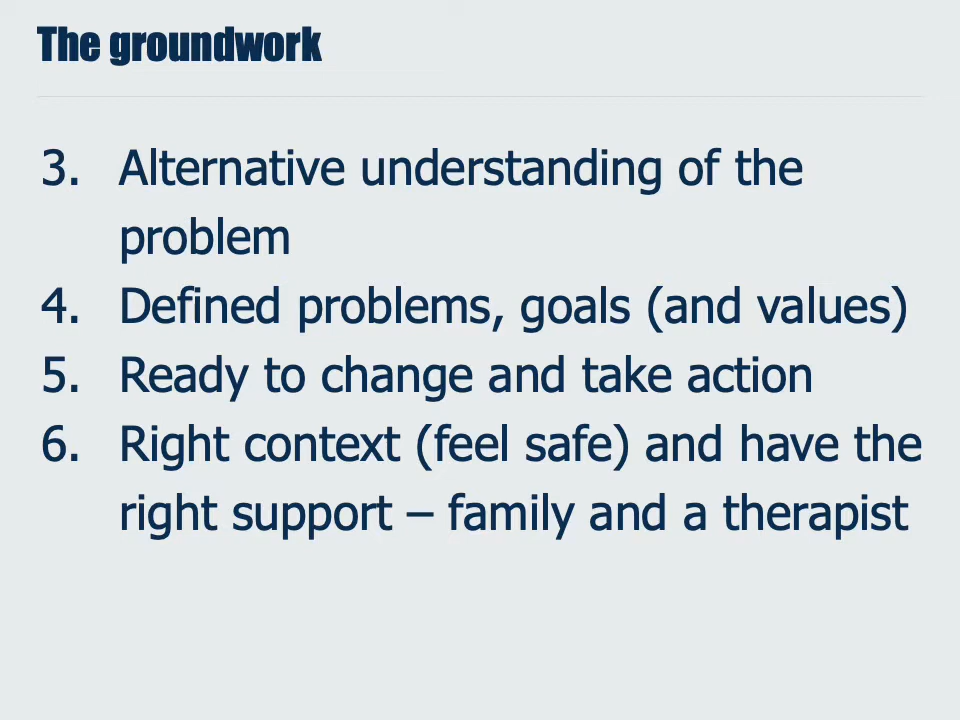 The groundwork
3. Alternative understanding of the
problem
4. Defined problems, goals (and values)
5. Ready to change and take action
6. Right context (feel safe) and have the
right support – family and a therapist